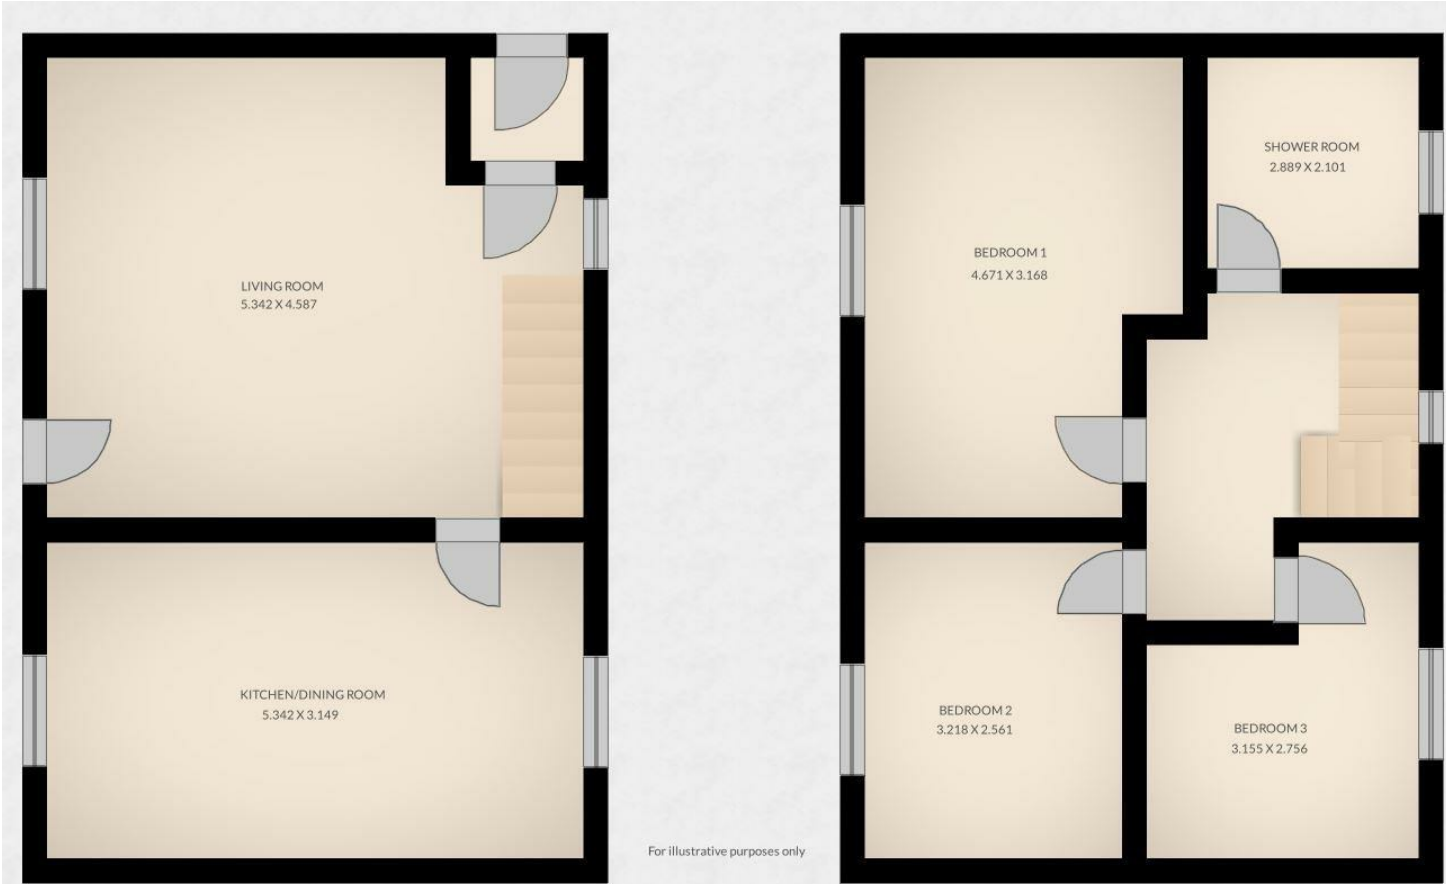 LIVING ROOM
5.342 X 4.587
KITCHEN/DINING ROOM
5.342 X 3.149
For illustrative purposes only
BEDROOM 1
4.671 X 3.168
SHOWER ROOM
2.889 X 2.101
BEDROOM 2
3.218 X 2.561
BEDROOM 3
3.155 X 2.756